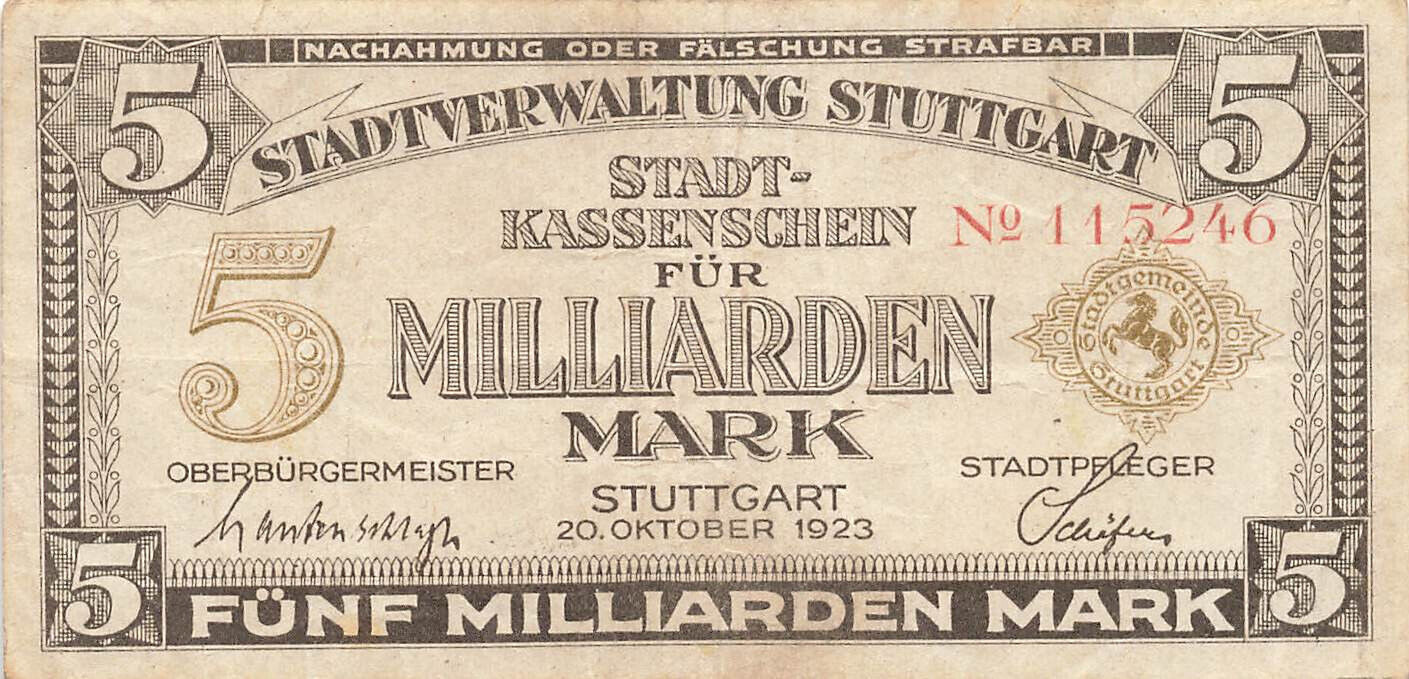 NACHAHMUNG ODER FÄLSCHUNG STRAFBAR
5
5
STADTVERWALTUNG STUTTGART
STADT-
KASSENSCHEIN
Nº 115246
FÜR
5
MILLIARDEN
Stadtgemeinde
Stuttgart
MARK
OBERBÜRGERMEISTER
STADTPFLEGER
STUTTGART
20. OKTOBER 1923
5
FÜNF MILLIARDEN MARK
5